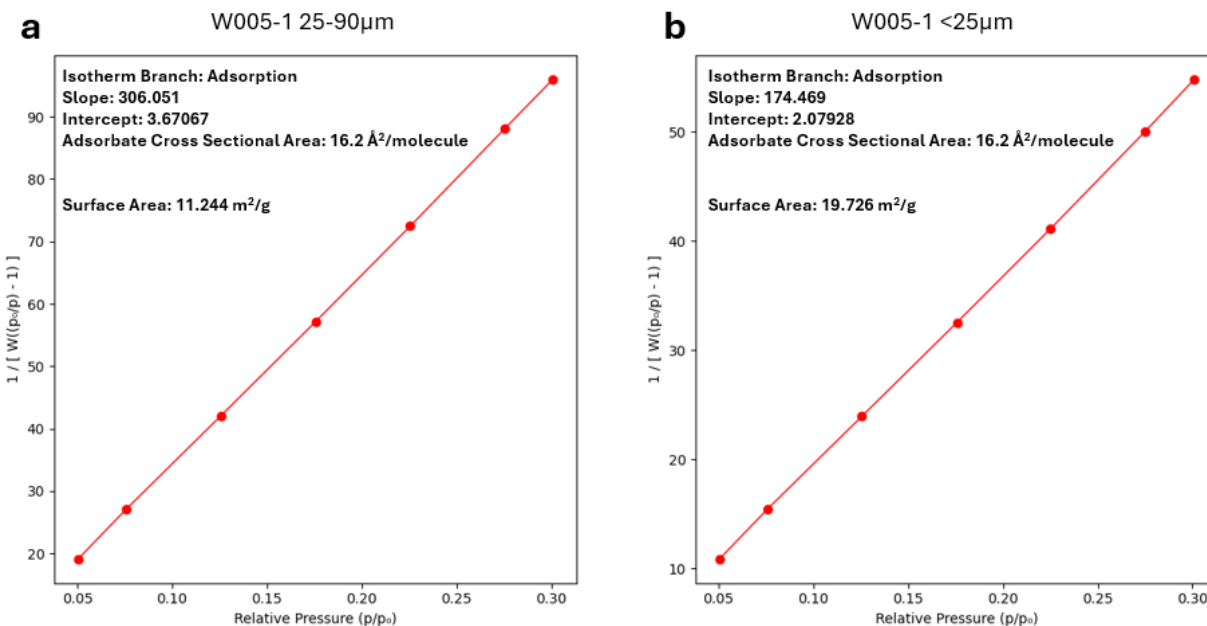 a
W005-1 25-90µm
Isotherm Branch: Adsorption
Slope: 306.051
Intercept: 3.67067
Adsorbate Cross Sectional Area: 16.2 Å²/molecule
Surface Area: 11.244 m²/g
1 / [ W((p₀/p) - 1) ]
90
80
70
60
50
40
30
20
0.05
0.10
0.15
0.20
0.25
0.30
Relative Pressure (p/p₀)
b
W005-1 <25µm
Isotherm Branch: Adsorption
Slope: 174.469
Intercept: 2.07928
Adsorbate Cross Sectional Area: 16.2 Å²/molecule
Surface Area: 19.726 m²/g
1 / [ W((p₀/p) - 1) ]
50
40
30
20
10
0.05
0.10
0.15
0.20
0.25
0.30
Relative Pressure (p/p₀)